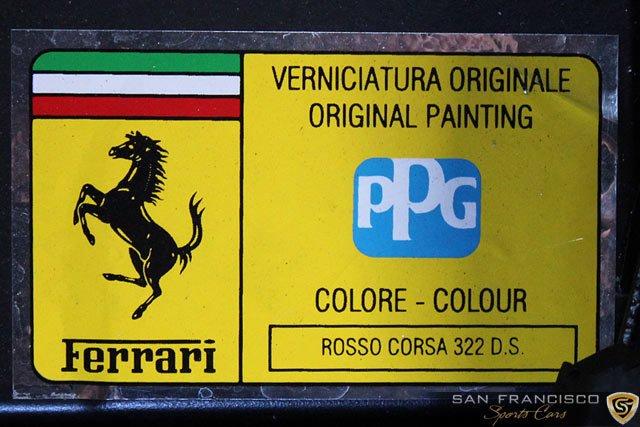 VERNICIATURA ORIGINALE
ORIGINAL PAINTING
PPG
COLORE - COLOUR
ROSSO CORSA 322 D.S.
Ferrari
SAN FRANCISCO
Sports Cars